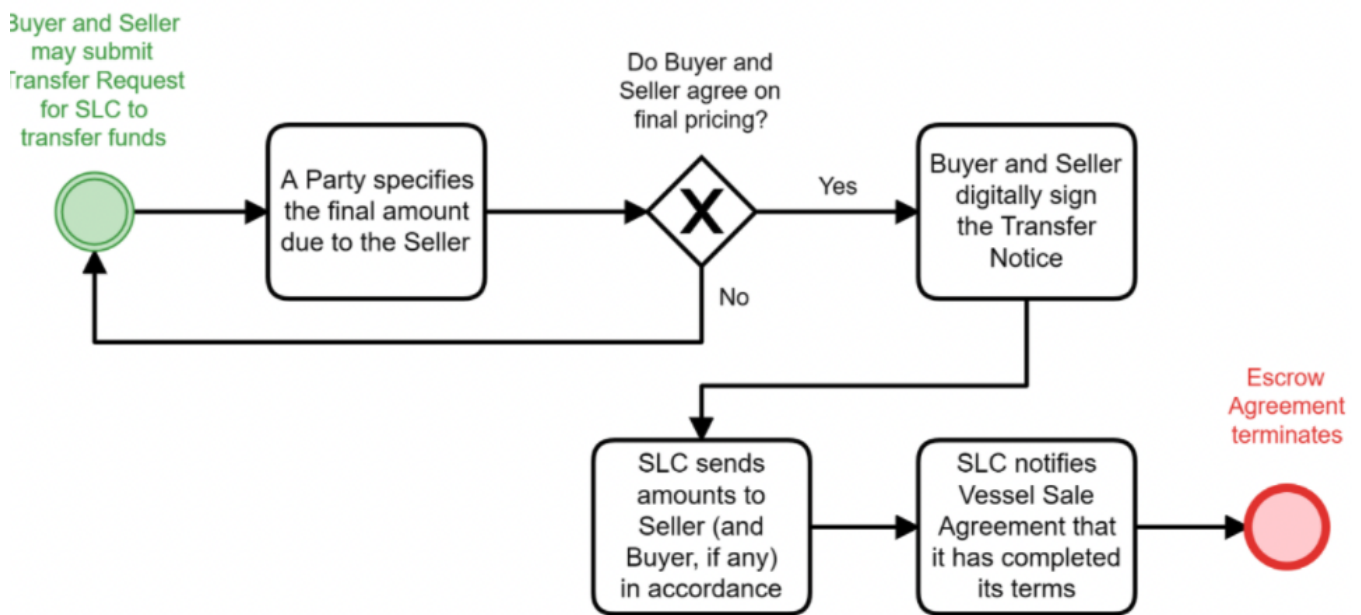 Buyer and Seller
may submit
Transfer Request
for SLC to
transfer funds
A Party specifies
the final amount
due to the Seller
Do Buyer and
Seller agree on
final pricing?
X
Yes
No
Buyer and Seller
digitally sign
the Transfer
Notice
SLC sends
amounts to
Seller (and
Buyer, if any)
in accordance
SLC notifies
Vessel Sale
Agreement that
it has completed
its terms
Escrow
Agreement
terminates